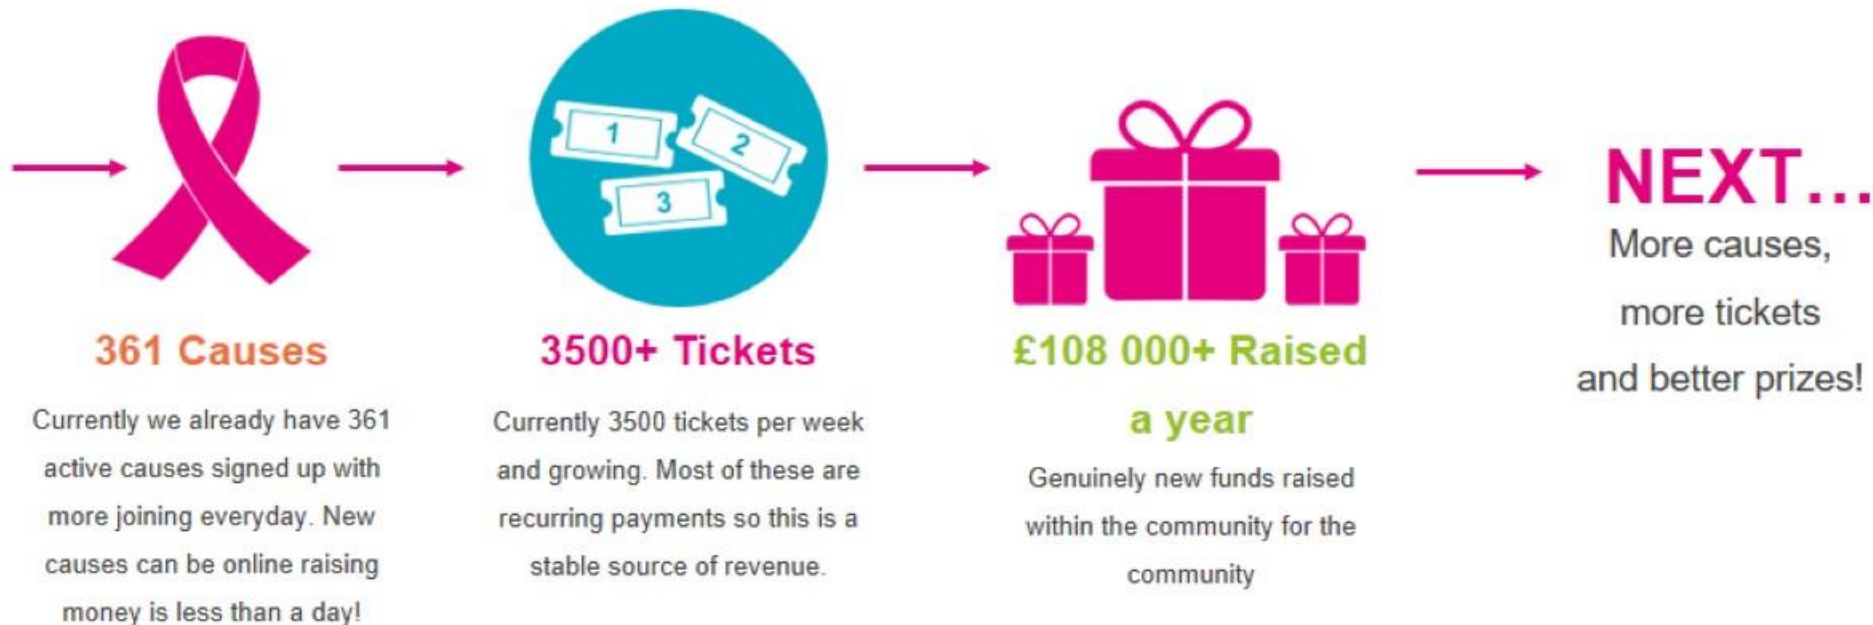 361 Causes
Currently we already have 361
active causes signed up with
more joining everyday. New
causes can be online raising
money is less than a day!
1
2
3
3500+ Tickets
Currently 3500 tickets per week
and growing. Most of these are
recurring payments so this is a
stable source of revenue.
£108 000+ Raised
a year
Genuinely new funds raised
within the community for the
community
NEXT...
More causes,
more tickets
and better prizes!